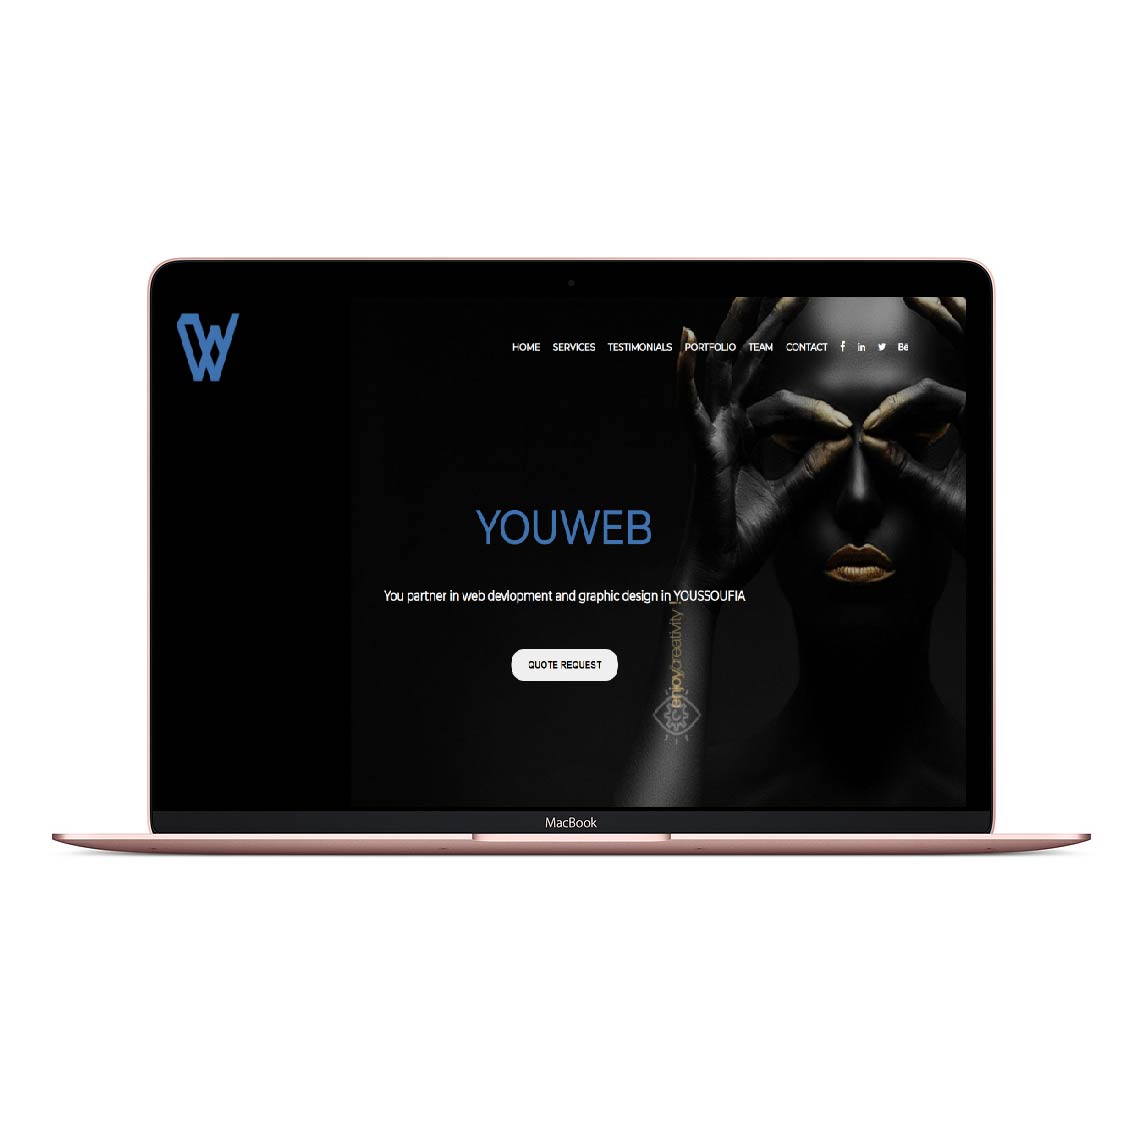 W
HOME SERVICES TESTIMONIALS PORTFOLIO TEAM CONTACT f in Bē
YOUWEB
You partner in web devlopment and graphic design in YOUSSOUFIA
enjoycreativity !
QUOTE REQUEST
MacBook